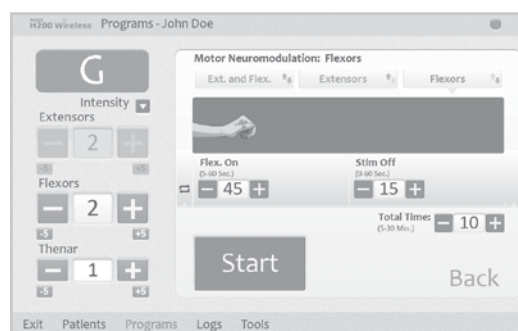 H200 Wireless Programs - John Doe
G
Intensity
Extensors
- 2 +
-5 +5
Flexors
- 2 +
-5 +5
Thenar
- 1 +
-5 +5
Motor Neuromodulation: Flexors
Ext. and Flex. Extensors Flexors
Flex. On Stim Off
(5-60 Sec.) (0-60 Sec.)
- 45 + - 15 +
Total Time: - 10 +
(5-30 Min.)
Start
Back
Exit Patients Programs Logs Tools